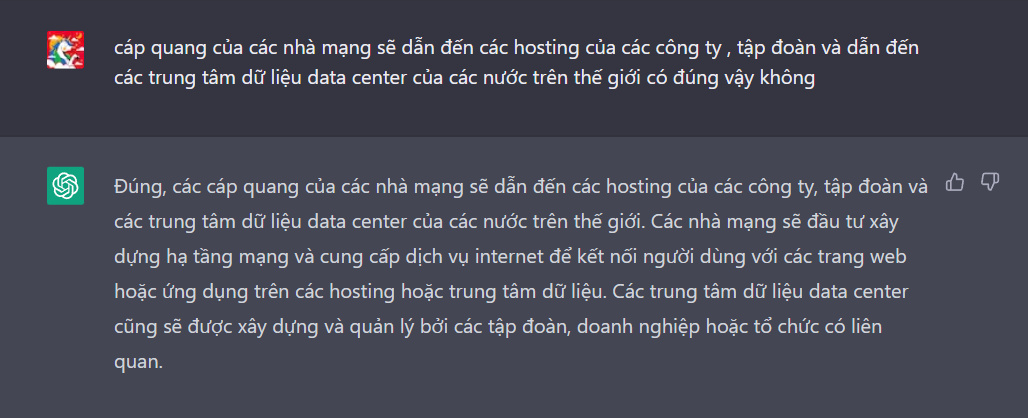 cáp quang của các nhà mạng sẽ dẫn đến các hosting của các công ty , tập đoàn và dẫn đến
các trung tâm dữ liệu data center của các nước trên thế giới có đúng vậy không
Đúng, các cáp quang của các nhà mạng sẽ dẫn đến các hosting của các công ty, tập đoàn và
các trung tâm dữ liệu data center của các nước trên thế giới. Các nhà mạng sẽ đầu tư xây
dựng hạ tầng mạng và cung cấp dịch vụ internet để kết nối người dùng với các trang web
hoặc ứng dụng trên các hosting hoặc trung tâm dữ liệu. Các trung tâm dữ liệu data center
cũng sẽ được xây dựng và quản lý bởi các tập đoàn, doanh nghiệp hoặc tổ chức có liên
quan.